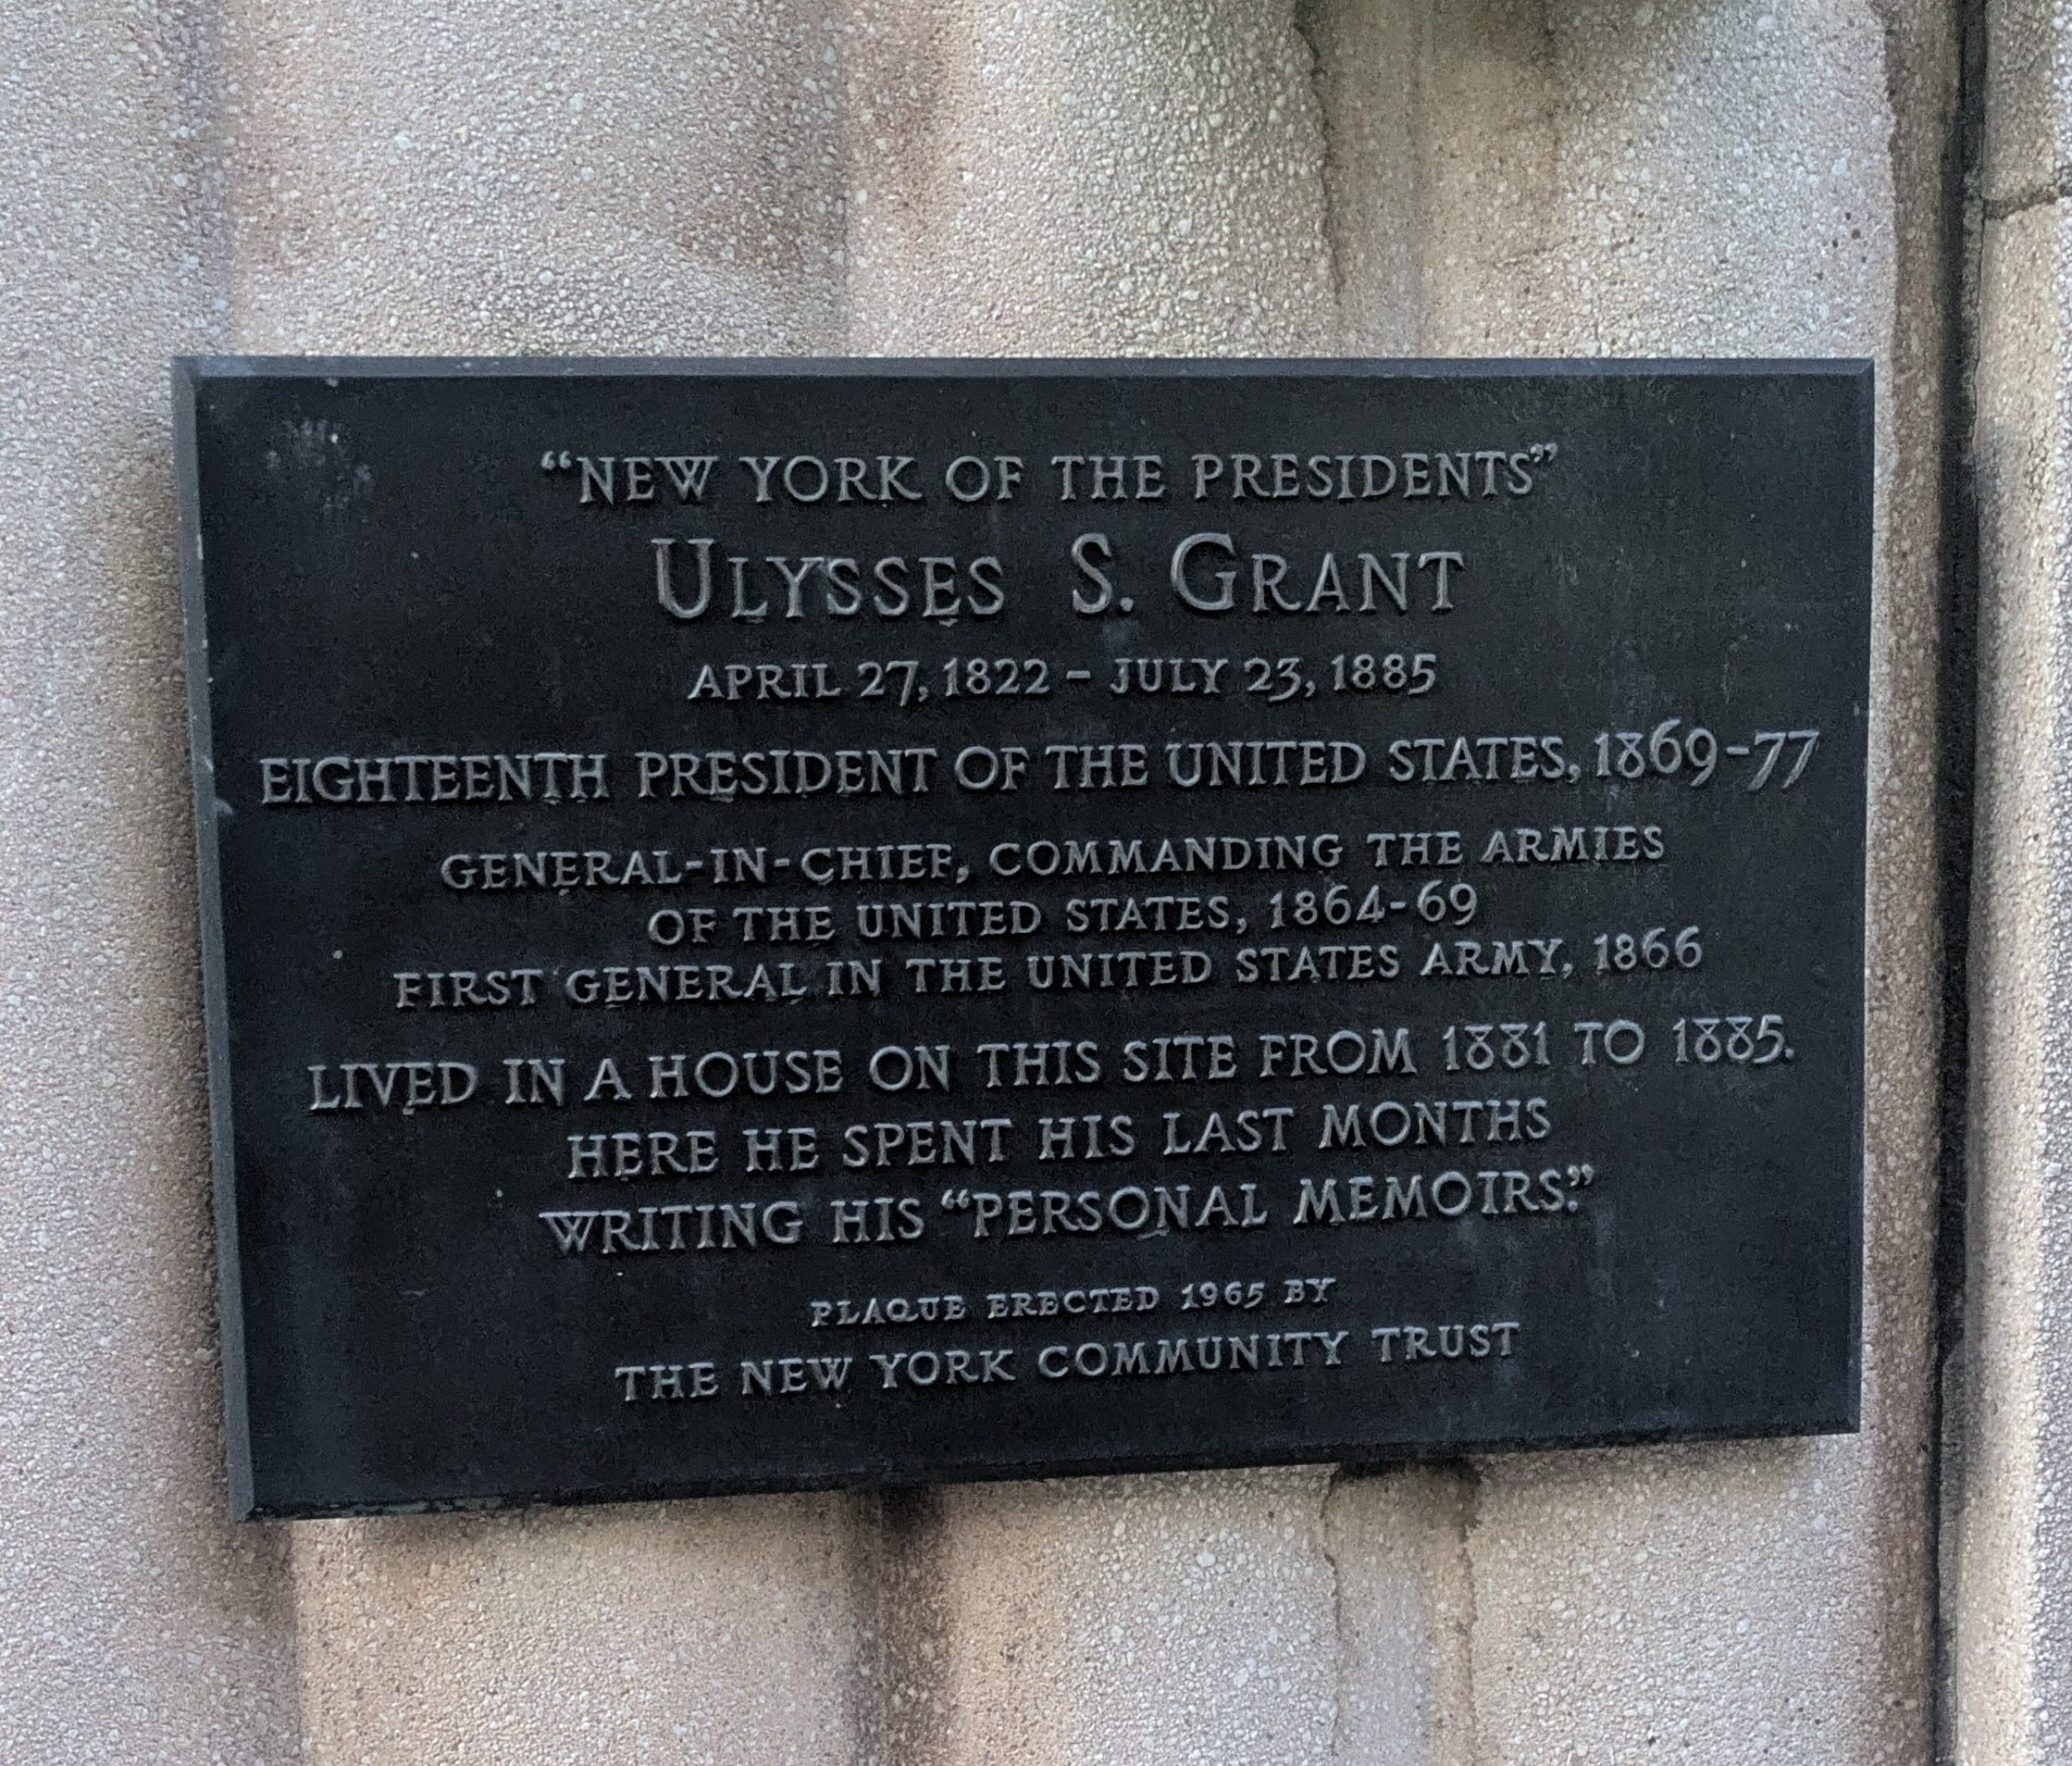 “NEW YORK OF THE PRESIDENTS”
ULYSSES S. GRANT
APRIL 27, 1822 – JULY 23, 1885
EIGHTEENTH PRESIDENT OF THE UNITED STATES, 1869-77
GENERAL-IN-CHIEF, COMMANDING THE ARMIES
OF THE UNITED STATES, 1864-69
FIRST GENERAL IN THE UNITED STATES ARMY, 1866
LIVED IN A HOUSE ON THIS SITE FROM 1881 TO 1885.
HERE HE SPENT HIS LAST MONTHS
WRITING HIS “PERSONAL MEMOIRS.”
PLAQUE ERECTED 1965 BY
THE NEW YORK COMMUNITY TRUST